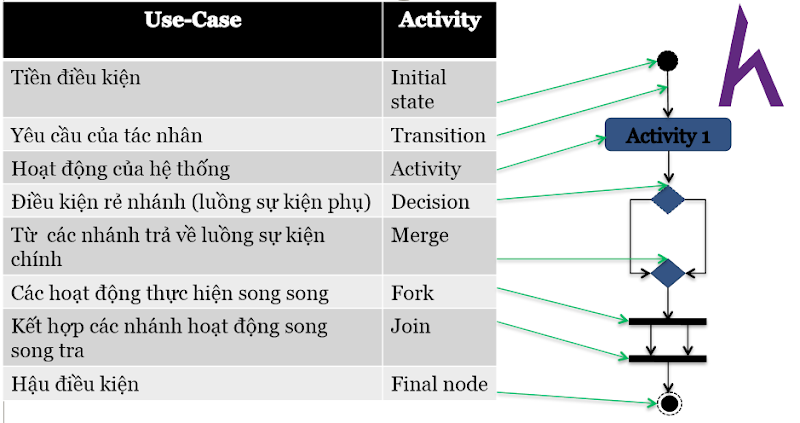 Use-Case Activity
Tiền điều kiện Initial
state
Yêu cầu của tác nhân Transition
Activity 1
Hoạt động của hệ thống Activity
Điều kiện rẻ nhánh (luồng sự kiện phụ) Decision
Từ các nhánh trả về luồng sự kiện Merge
chính
Các hoạt động thực hiện song song Fork
Kết hợp các nhánh hoạt động song Join
song tra
Hậu điều kiện Final node